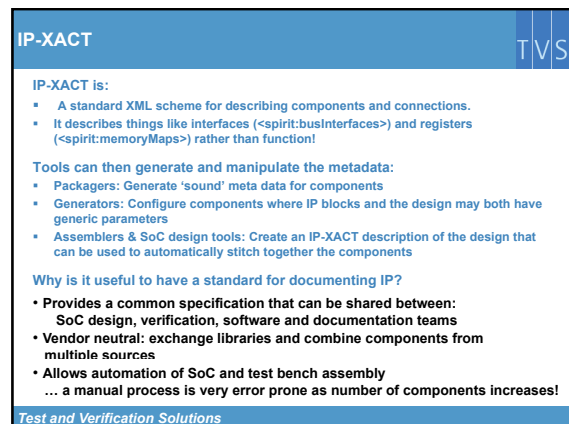 IP-XACT
TVS
IP-XACT is:
▪ A standard XML scheme for describing components and connections.
▪ It describes things like interfaces (<spirit:busInterfaces>) and registers
(<spirit:memoryMaps>) rather than function!
Tools can then generate and manipulate the metadata:
▪ Packagers: Generate ‘sound’ meta data for components
▪ Generators: Configure components where IP blocks and the design may both have
generic parameters
▪ Assemblers & SoC design tools: Create an IP-XACT description of the design that
can be used to automatically stitch together the components
Why is it useful to have a standard for documenting IP?
• Provides a common specification that can be shared between:
SoC design, verification, software and documentation teams
• Vendor neutral: exchange libraries and combine components from
multiple sources
• Allows automation of SoC and test bench assembly
… a manual process is very error prone as number of components increases!
Test and Verification Solutions